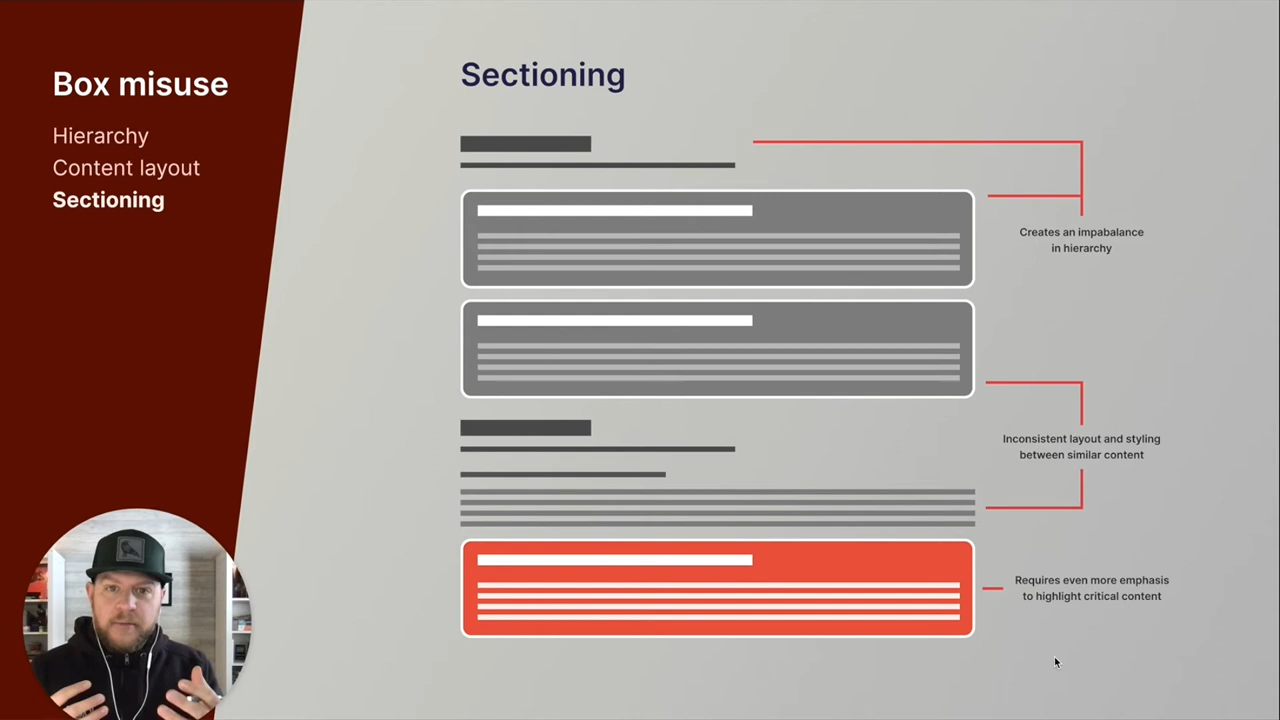 Box misuse
Hierarchy
Content layout
Sectioning
Sectioning
Creates an impabalance
in hierarchy
Inconsistent layout and styling
between similar content
Requires even more emphasis
to highlight critical content